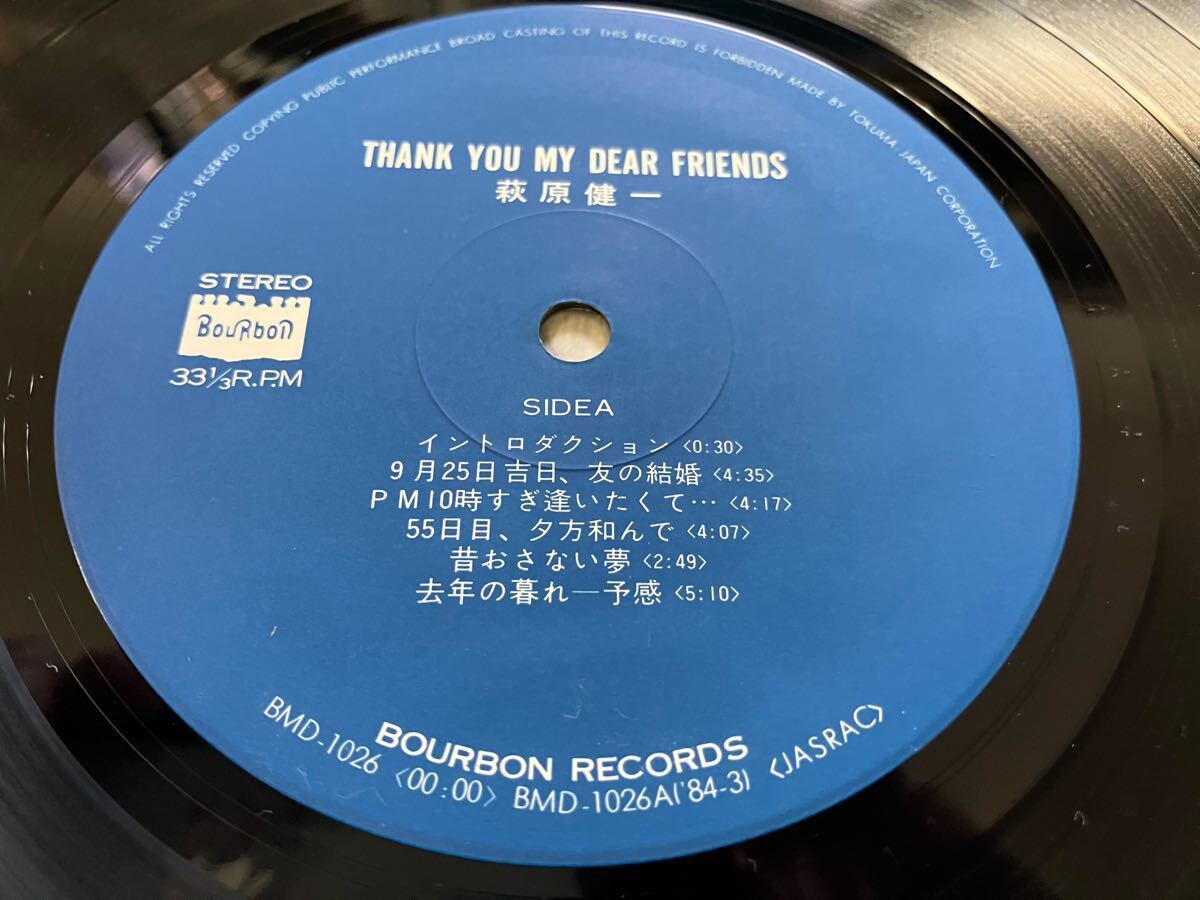 ALL RIGHTS RESERVED COPYING PUBLIC PERFORMANCE BROAD CASTING OF THIS RECORD IS FORBIDDEN MADE BY TOKUMA JAPAN CORPORATION
THANK YOU MY DEAR FRIENDS
萩原健一
STEREO
BouRboN
33⅓R.P.M
SIDE A
イントロダクション <0:30>
9月25日吉日、友の結婚 <4:35>
PM10時すぎ逢いたくて… <4:17>
55日目、夕方和んで <4:07>
昔おさない夢 <2:49>
去年の暮れ—予感 <5:10>
BOURBON RECORDS
BMD-1026 <00:00> BMD-1026A('84-3) <JASRAC>